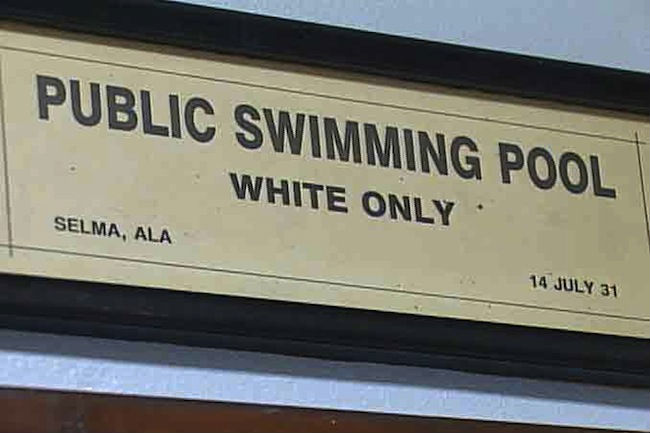 PUBLIC SWIMMING POOL
WHITE ONLY
SELMA, ALA
14 JULY 31